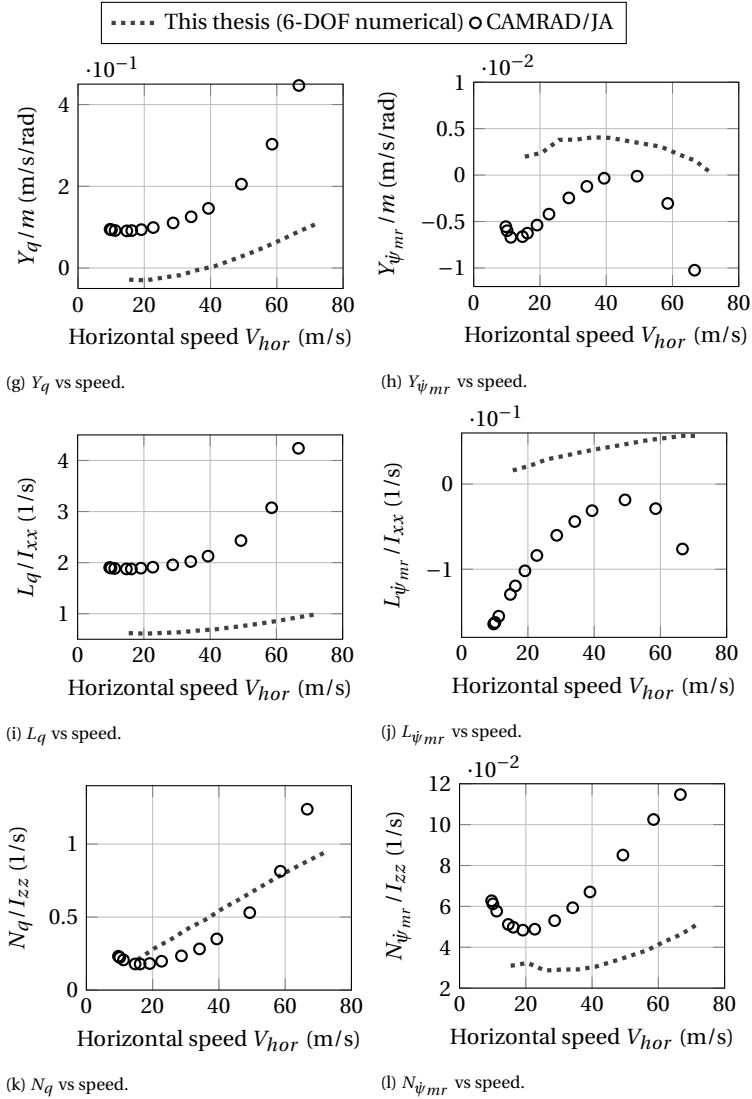 This thesis (6-DOF numerical) CAMRAD/JA
·10⁻¹
4
2
0
Y_q/m (m/s/rad)
0 20 40 60 80
Horizontal speed V_hor (m/s)
(g) Y_q vs speed.
·10⁻²
1
0.5
0
−0.5
−1
Y_ψ̇mr/m (m/s/rad)
0 20 40 60 80
Horizontal speed V_hor (m/s)
(h) Y_ψ̇mr vs speed.
4
3
2
1
L_q/I_xx (1/s)
0 20 40 60 80
Horizontal speed V_hor (m/s)
(i) L_q vs speed.
·10⁻¹
0
−1
L_ψ̇mr/I_xx (1/s)
0 20 40 60 80
Horizontal speed V_hor (m/s)
(j) L_ψ̇mr vs speed.
1
0.5
0
N_q/I_zz (1/s)
0 20 40 60 80
Horizontal speed V_hor (m/s)
(k) N_q vs speed.
·10⁻²
12
10
8
6
4
2
N_ψ̇mr/I_zz (1/s)
0 20 40 60 80
Horizontal speed V_hor (m/s)
(l) N_ψ̇mr vs speed.